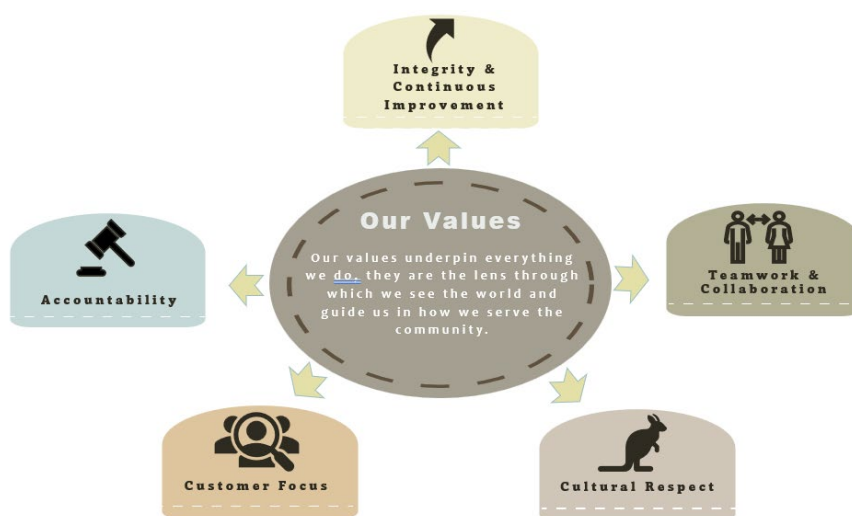 Integrity &
Continuous
Improvement
Our Values
Our values underpin everything
we do, they are the lens through
which we see the world and
guide us in how we serve the
community.
Accountability
Teamwork &
Collaboration
Customer Focus
Cultural Respect